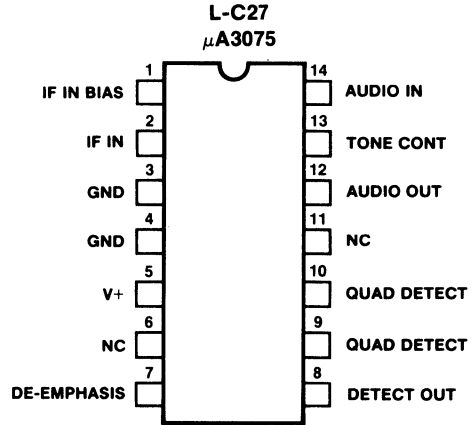 L-C27
μA3075
1 14
IF IN BIAS AUDIO IN
2 13
IF IN TONE CONT
3 12
GND AUDIO OUT
4 11
GND NC
5 10
V+ QUAD DETECT
6 9
NC QUAD DETECT
7 8
DE-EMPHASIS DETECT OUT